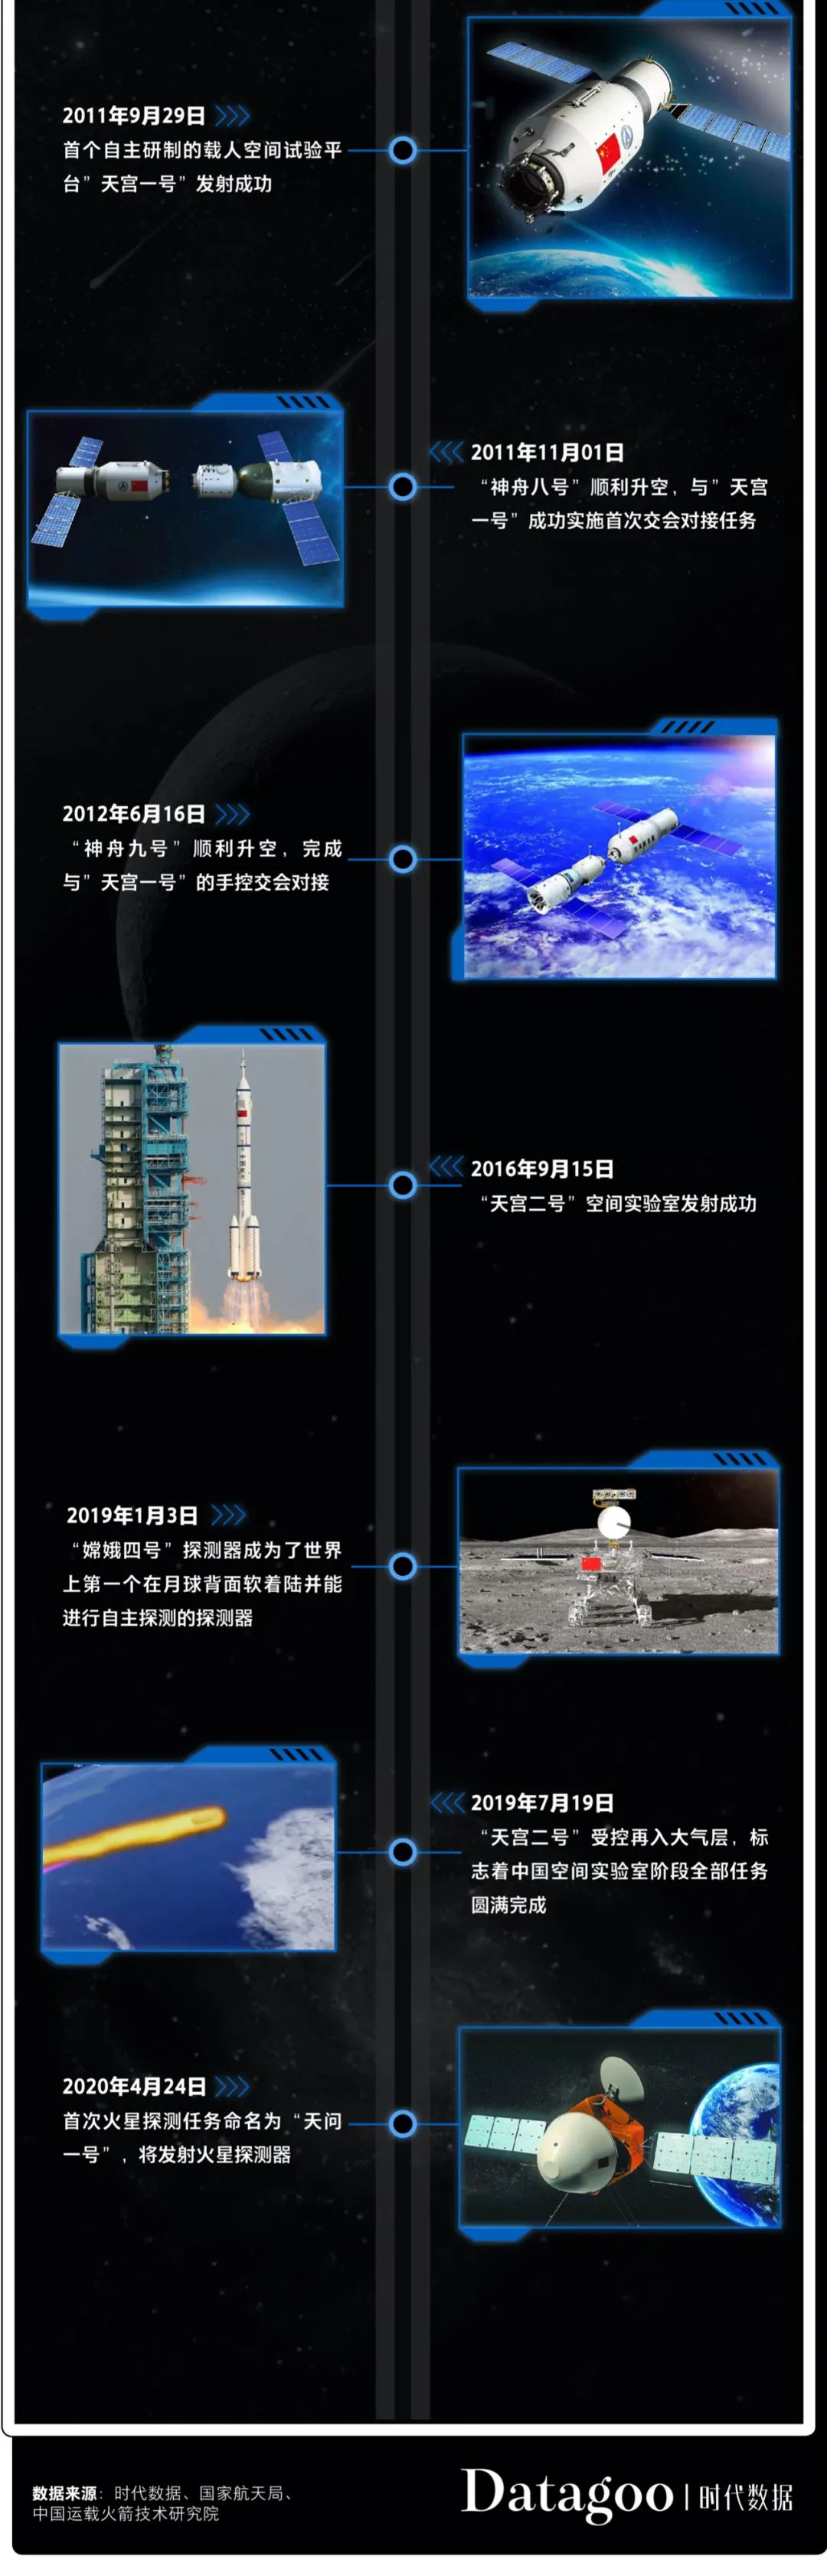 2011年9月29日
首个自主研制的载人空间试验平
台”天宫一号”发射成功
2011年11月01日
“神舟八号”顺利升空，与”天宫
一号”成功实施首次交会对接任务
2012年6月16日
“神舟九号”顺利升空，完成
与”天宫一号”的手控交会对接
2016年9月15日
“天宫二号”空间实验室发射成功
2019年1月3日
“嫦娥四号”探测器成为了世界
上第一个在月球背面软着陆并能
进行自主探测的探测器
2019年7月19日
“天宫二号”受控再入大气层，标
志着中国空间实验室阶段全部任务
圆满完成
2020年4月24日
首次火星探测任务命名为“天问
一号”，将发射火星探测器
数据来源：时代数据、国家航天局、
中国运载火箭技术研究院
Datagoo | 时代数据